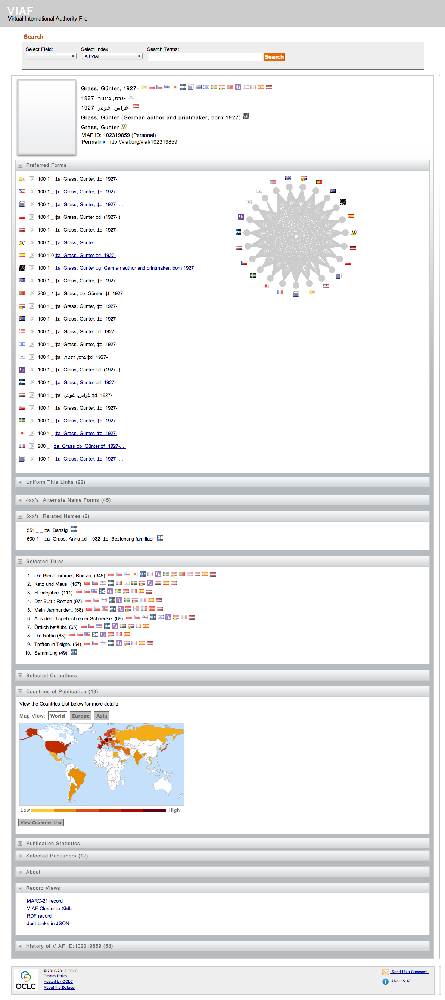 VIAF
Virtual International Authority File
Search
Select Field: Select Index: Search Terms:
All VIAF Search
Grass, Günter, 1927-
גרס, גינטר, 1927-
غراس، غونتر، 1927-
Grass, Günter (German author and printmaker, born 1927)
Grass, Gunter
VIAF ID: 102319859 (Personal)
Permalink: http://viaf.org/viaf/102319859
Preferred Forms
100 1 _ ‡a Grass, Günter, ‡d 1927-
100 1 _ ‡a Grass, Günter, ‡d 1927-
100 1 _ ‡a Grass, Günter, ‡d 1927-....
100 1 _ ‡a Grass, Günter ‡d (1927- ).
100 1 _ ‡a Grass, Günter, ‡d 1927-
100 1 _ ‡a Grass, Gunter
100 1 0 ‡a Grass, Günter ‡d 1927-
100 1 _ ‡a Grass, Günter ‡g German author and printmaker, born 1927
100 1 _ ‡a Grass, Günter, ‡d 1927-
200 _ 1 ‡a Grass, ‡b Günter, ‡f 1927-
100 1 _ ‡a Grass, Günter, ‡d 1927-
100 1 _ ‡a Grass, Günter, ‡d 1927-
100 1 _ ‡a Grass, Günter ‡d 1927-
100 1 _ ‡a Grass, Günter, ‡d 1927-
100 1 _ ‡a גרס, גינטר, ‡d 1927-
100 1 _ ‡a Grass, Günter ‡d (1927- ).
100 1 _ ‡a Grass, Günter ‡d 1927-
100 1 _ ‡a غراس، غونتر، ‡d 1927-
100 1 _ ‡a Grass, Günter, ‡d 1927-
100 1 _ ‡a Grass, Günter, ‡d 1927-
100 1 _ ‡a Grass, Günter, ‡d 1927-
200 _ | ‡a Grass ‡b Günter ‡f 1927-....
100 1 _ ‡a Grass, Günter, ‡d 1927-....
Uniform Title Links (92)
4xx's: Alternate Name Forms (45)
5xx's: Related Names (2)
551 _ _ ‡a Danzig DNB
500 1 _ ‡a Grass, Anna ‡d 1932- ‡e Beziehung familiaer DNB
Selected Titles
1. Die Blechtrommel; Roman. (349)
2. Katz und Maus. (167)
3. Hundejahre. (111)
4. Der Butt : Roman (97)
5. Mein Jahrhundert. (68)
6. Aus dem Tagebuch einer Schnecke. (68)
7. Örtlich betäubt. (65)
8. Die Rättin (63)
9. Treffen in Telgte. (54)
10. Sammlung (49) DNB
Selected Co-authors
Countries of Publication (48)
View the Countries List below for more details.
Map View: World Europe Asia
Low High
View Countries List
Publication Statistics
Selected Publishers (12)
About
Record Views
MARC-21 record
VIAF Cluster in XML
RDF record
Just Links in JSON
History of VIAF ID:102319859 (58)
OCLC
© 2010-2012 OCLC
Privacy Policy
Hosted by OCLC
About the Dataset
Send Us a Comment.
About VIAF